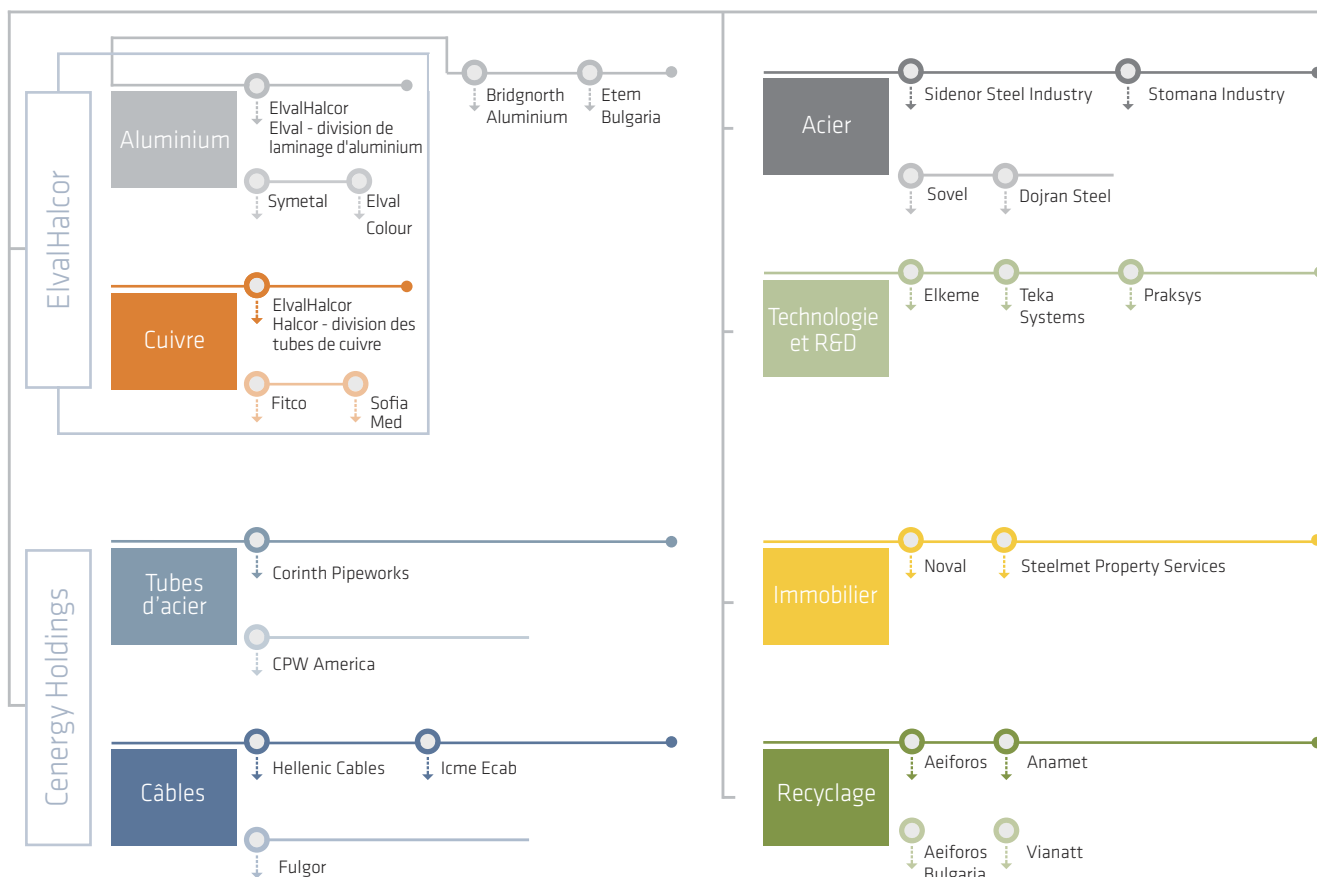 ElvalHalcor
Aluminium
ElvalHalcor
Elval - division de
laminage d'aluminium
Symetal
Elval
Colour
Bridgnorth
Aluminium
Etem
Bulgaria
Cuivre
ElvalHalcor
Halcor - division des
tubes de cuivre
Fitco
Sofia
Med
Cenergy Holdings
Tubes
d’acier
Corinth Pipeworks
CPW America
Câbles
Hellenic Cables
Icme Ecab
Fulgor
Acier
Sidenor Steel Industry
Stomana Industry
Sovel
Dojran Steel
Technologie
et R&D
Elkeme
Teka
Systems
Praksys
Immobilier
Noval
Steelmet Property Services
Recyclage
Aeiforos
Anamet
Aeiforos
Bulgaria
Vianatt